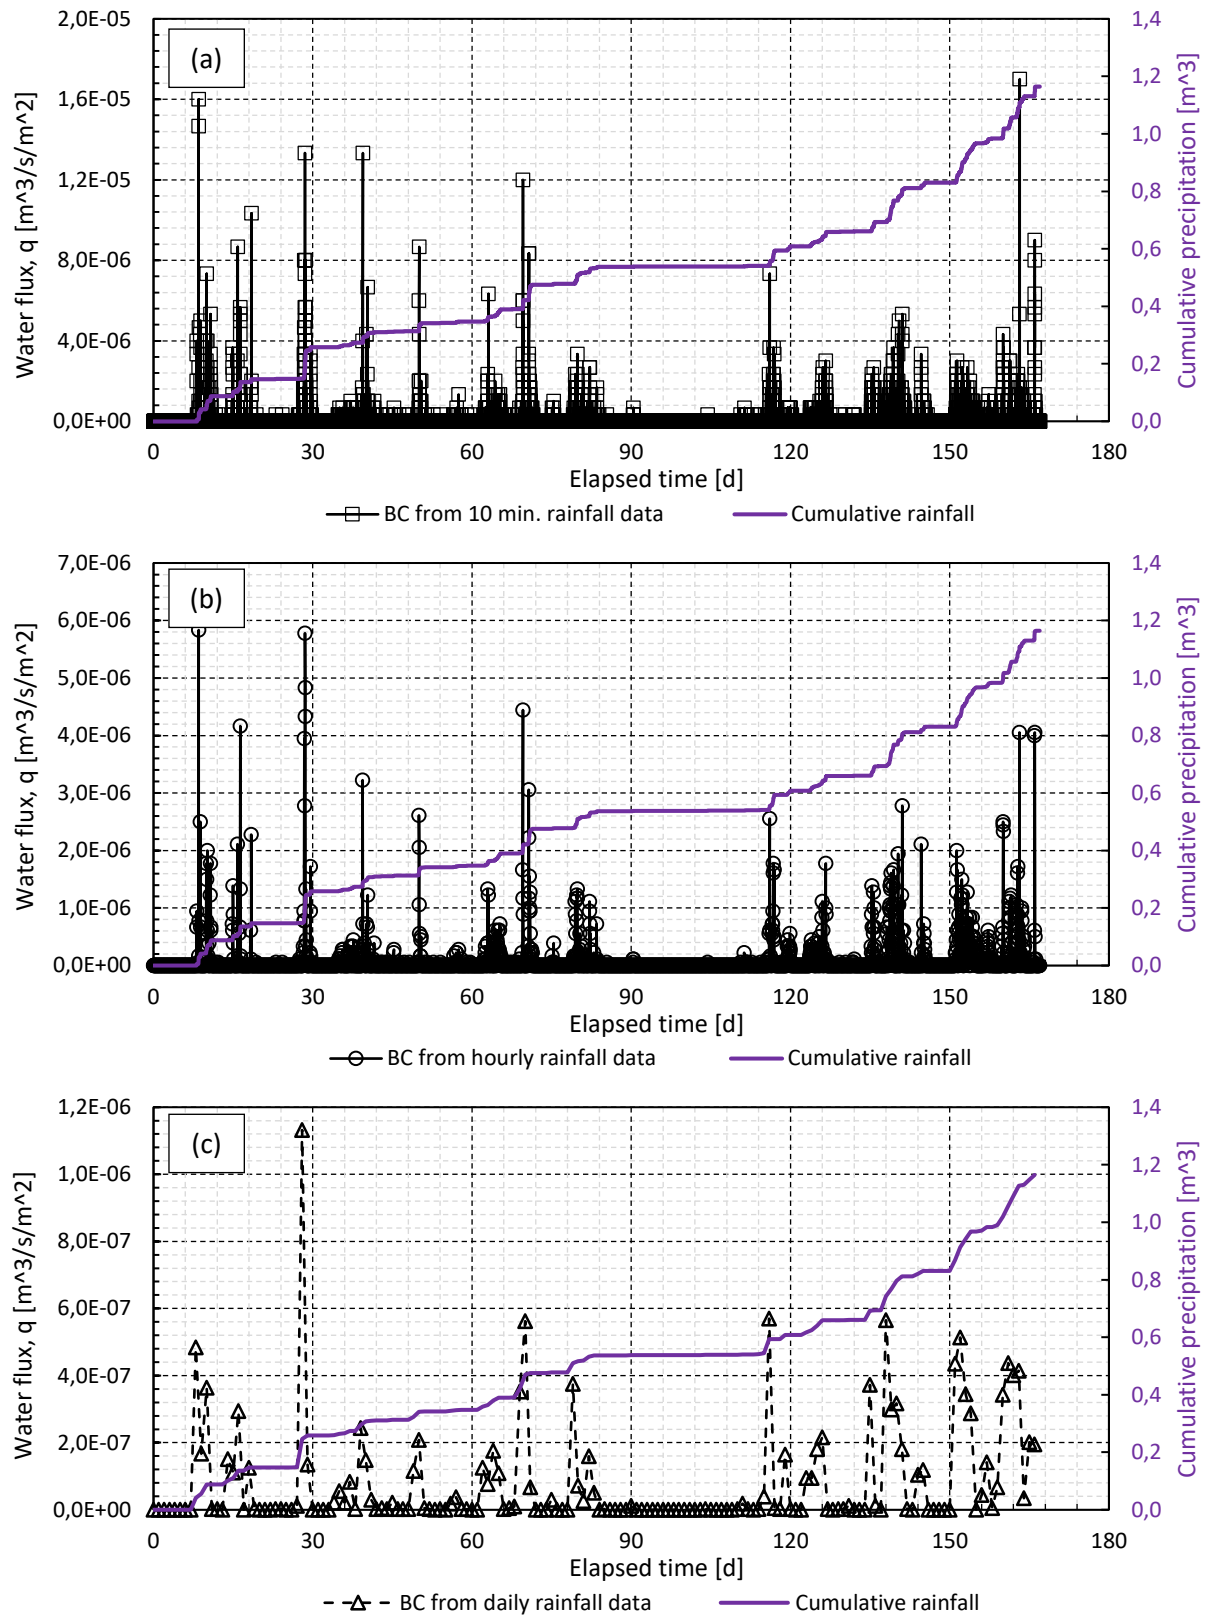 (a)
Water flux, q [m^3/s/m^2]
2,0E-05
1,6E-05
1,2E-05
8,0E-06
4,0E-06
0,0E+00
1,4
1,2
1,0
0,8
0,6
0,4
0,2
0,0
Cumulative precipitation [m^3]
0 30 60 90 120 150 180
Elapsed time [d]
BC from 10 min. rainfall data Cumulative rainfall
(b)
Water flux, q [m^3/s/m^2]
7,0E-06
6,0E-06
5,0E-06
4,0E-06
3,0E-06
2,0E-06
1,0E-06
0,0E+00
1,4
1,2
1,0
0,8
0,6
0,4
0,2
0,0
Cumulative precipitation [m^3]
0 30 60 90 120 150 180
Elapsed time [d]
BC from hourly rainfall data Cumulative rainfall
(c)
Water flux, q [m^3/s/m^2]
1,2E-06
1,0E-06
8,0E-07
6,0E-07
4,0E-07
2,0E-07
0,0E+00
1,4
1,2
1,0
0,8
0,6
0,4
0,2
0,0
Cumulative precipitation [m^3]
0 30 60 90 120 150 180
Elapsed time [d]
BC from daily rainfall data Cumulative rainfall